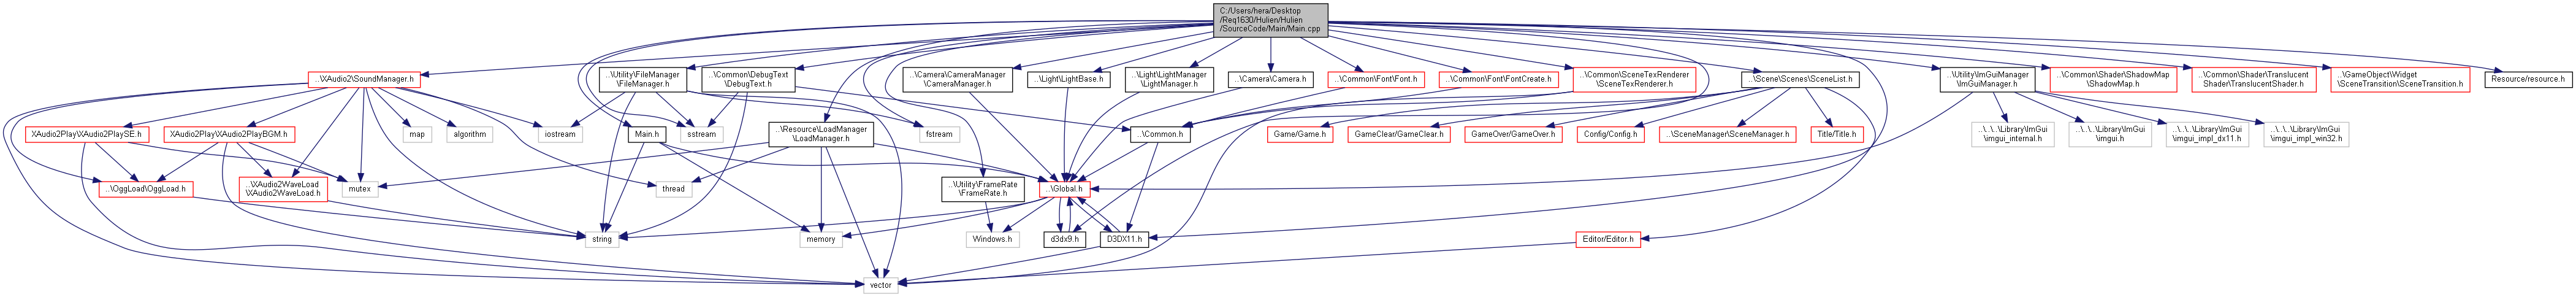 C:/Users/hera/Desktop
/Req1630/Hulien/Hulien
/SourceCode/Main/Main.cpp
..\XAudio2\SoundManager.h
..\Utility\FileManager
\FileManager.h
..\Common\DebugText
\DebugText.h
..\Camera\CameraManager
\CameraManager.h
..\Light\LightBase.h
..\Light\LightManager
\LightManager.h
..\Camera\Camera.h
..\Common\Font\Font.h
..\Common\Font\FontCreate.h
..\Common\SceneTexRenderer
\SceneTexRenderer.h
..\Scene\Scenes\SceneList.h
..\Utility\ImGuiManager
\ImGuiManager.h
..\Common\Shader\ShadowMap
\ShadowMap.h
..\Common\Shader\Translucent
Shader\TranslucentShader.h
..\GameObject\Widget
\SceneTransition\SceneTransition.h
Resource/resource.h
XAudio2Play\XAudio2PlaySE.h
XAudio2Play\XAudio2PlayBGM.h
map
algorithm
iostream
Main.h
sstream
..\Resource\LoadManager
\LoadManager.h
fstream
..\Common.h
Game/Game.h
GameClear/GameClear.h
GameOver/GameOver.h
Config/Config.h
..\SceneManager\SceneManager.h
Title/Title.h
..\..\..\Library\ImGui
\imgui_internal.h
..\..\..\Library\ImGui
\imgui.h
..\..\..\Library\ImGui
\imgui_impl_dx11.h
..\..\..\Library\ImGui
\imgui_impl_win32.h
..\OggLoad\OggLoad.h
..\XAudio2WaveLoad
\XAudio2WaveLoad.h
mutex
thread
..\Utility\FrameRate
\FrameRate.h
..\Global.h
string
memory
Windows.h
d3dx9.h
D3DX11.h
Editor/Editor.h
vector